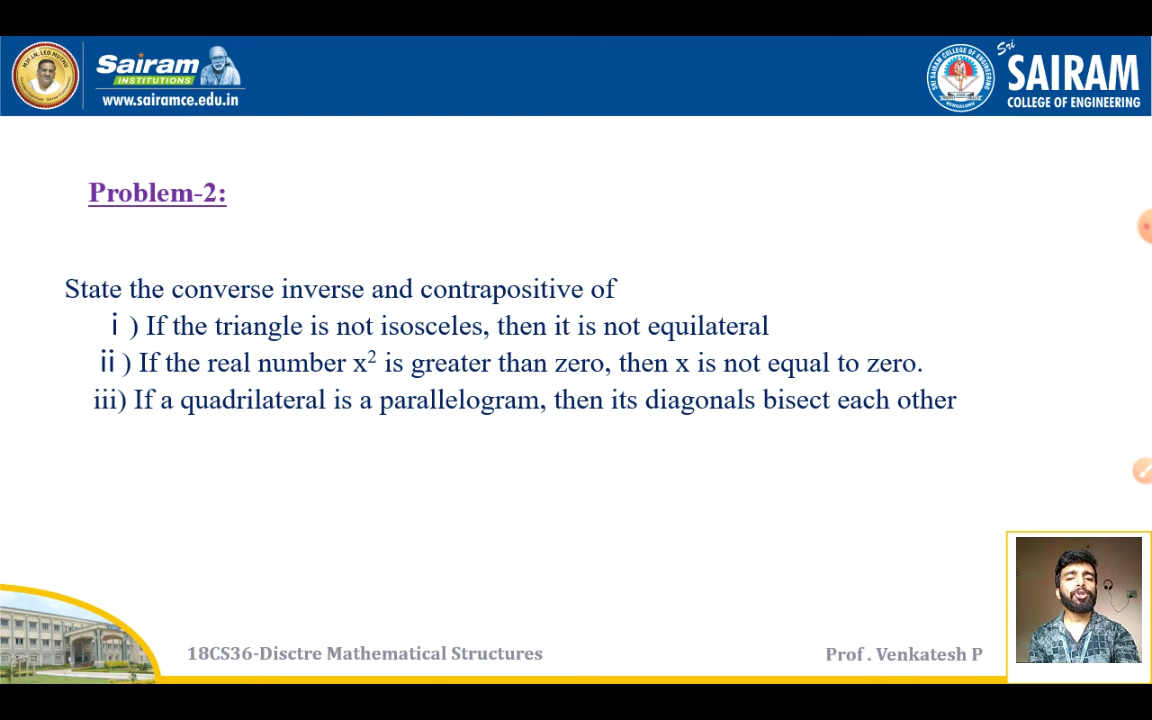 Sairam
INSTITUTIONS
www.sairamce.edu.in
Sri
SAIRAM
COLLEGE OF ENGINEERING
Problem-2:
State the converse inverse and contrapositive of
i ) If the triangle is not isosceles, then it is not equilateral
ii ) If the real number x² is greater than zero, then x is not equal to zero.
iii) If a quadrilateral is a parallelogram, then its diagonals bisect each other
18CS36-Disctre Mathematical Structures
Prof . Venkatesh P